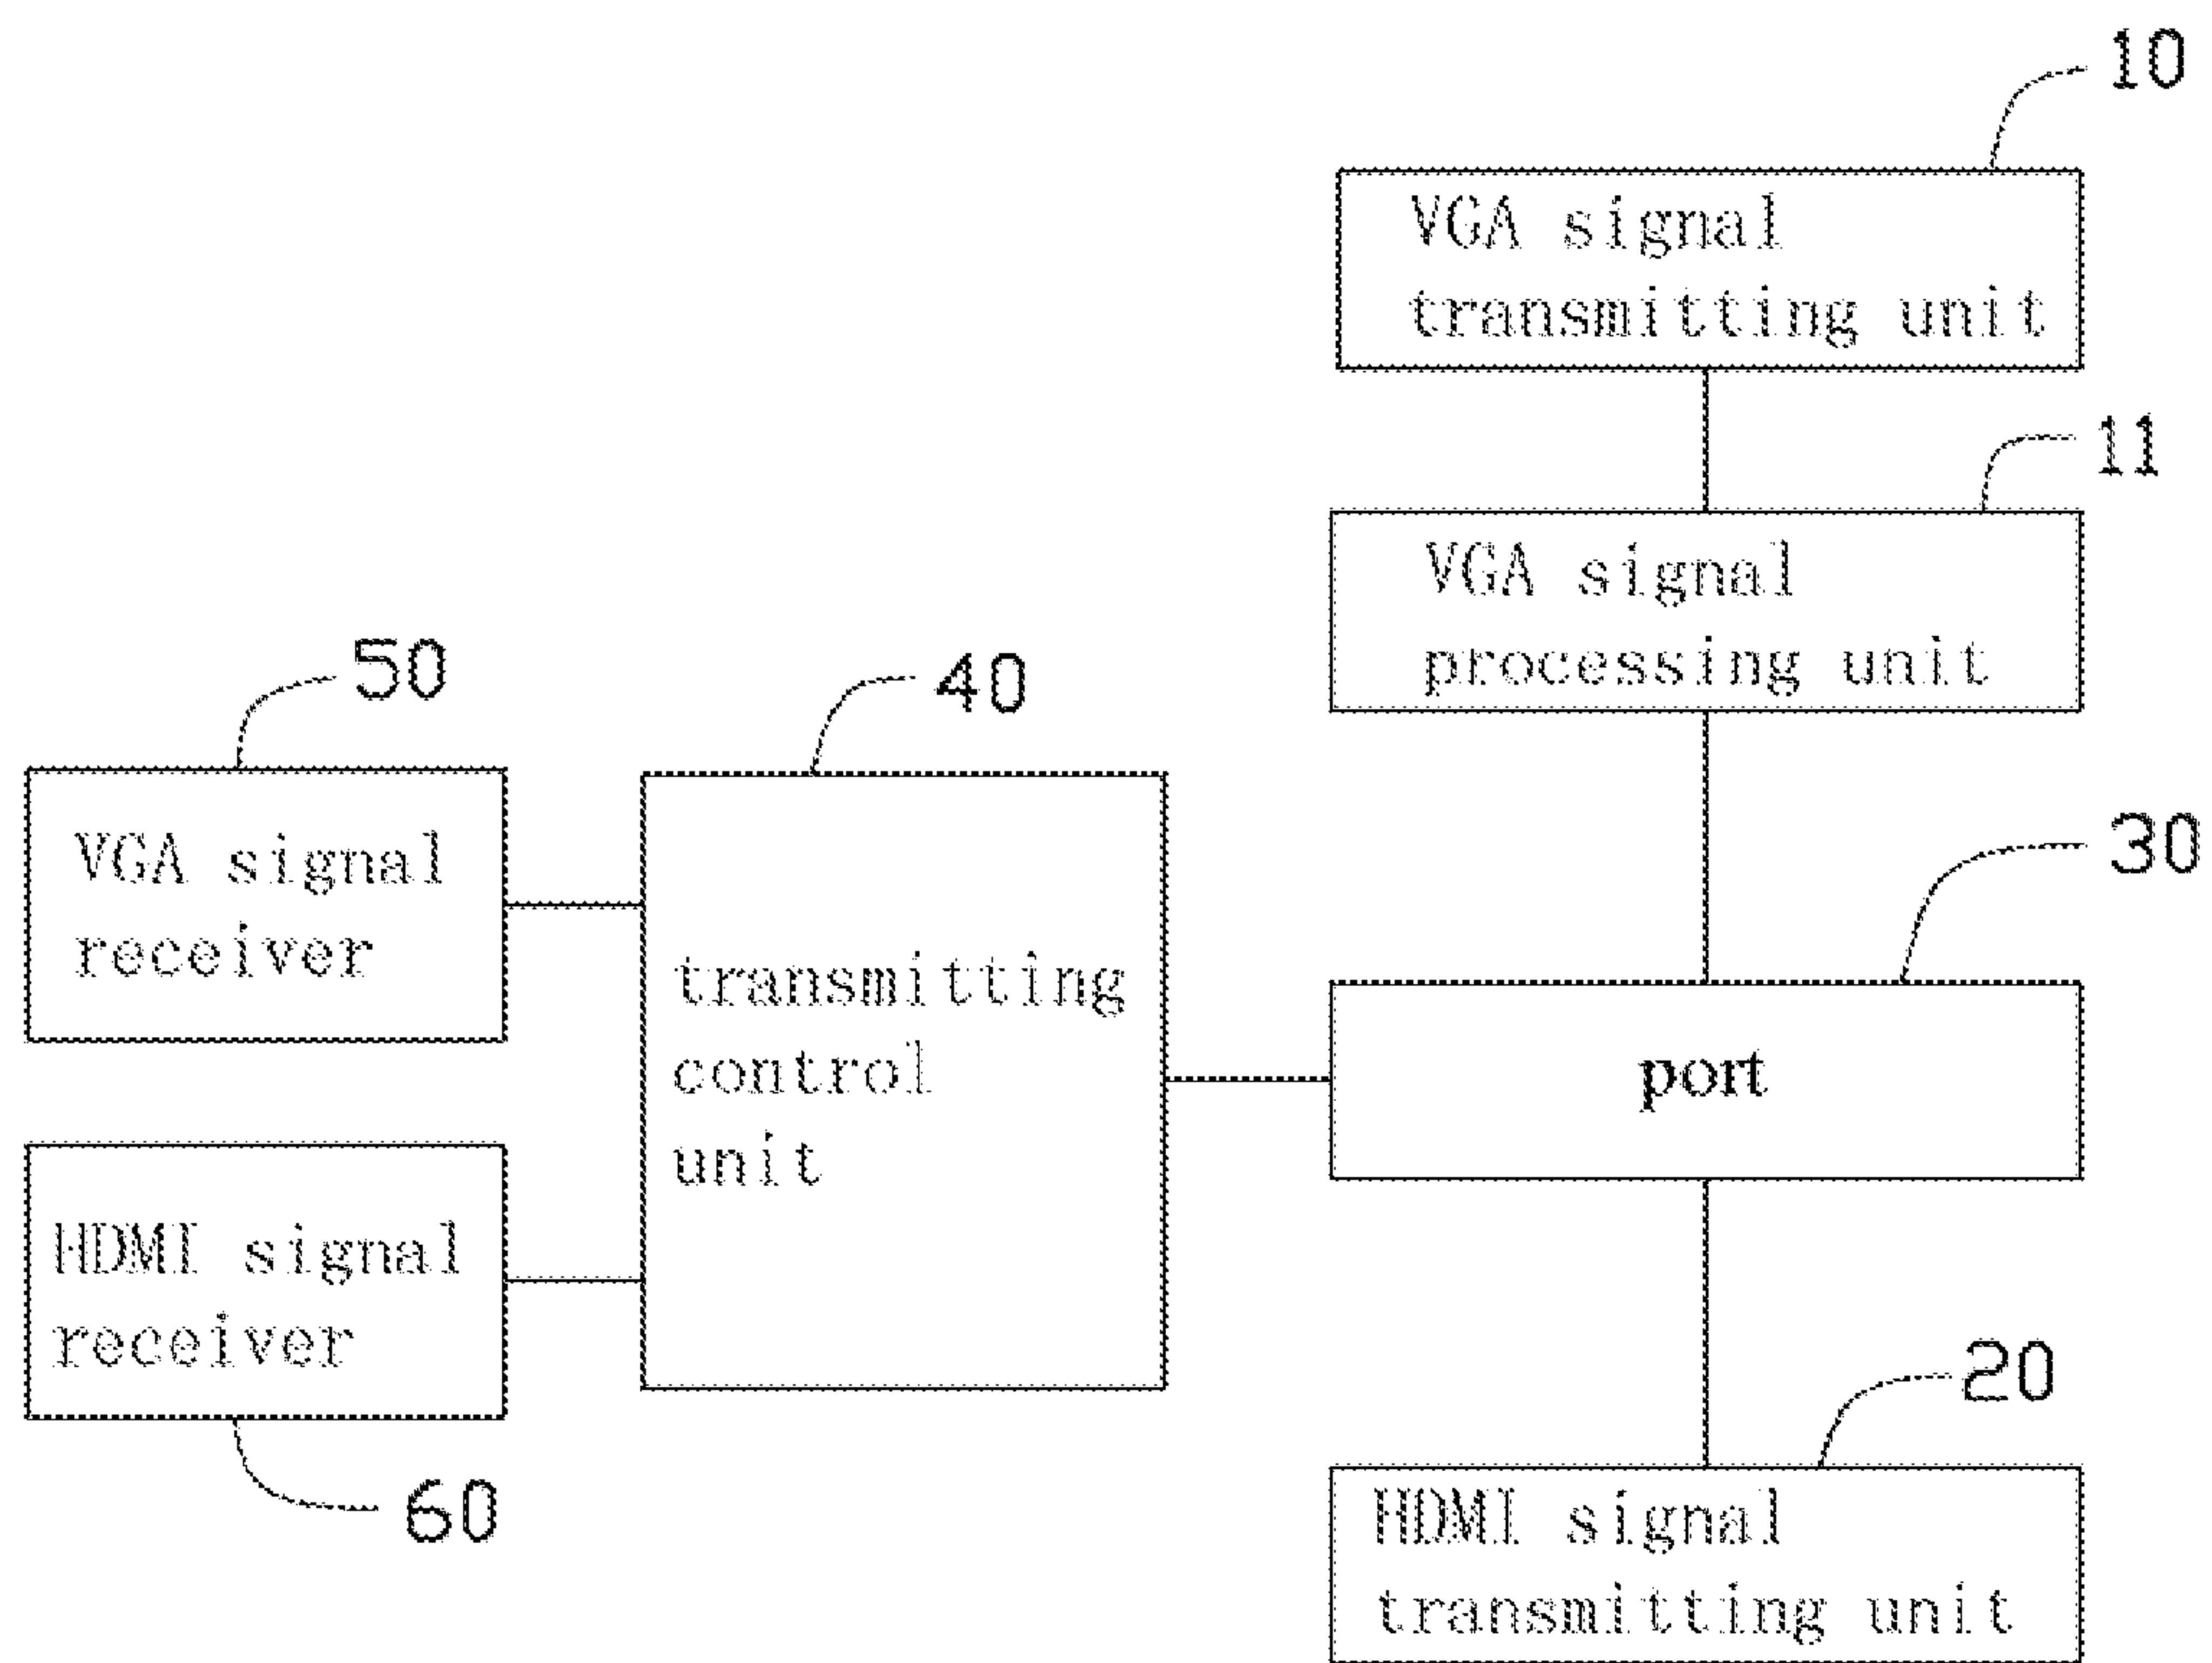 10
VGA signal
transmitting unit
11
VGA signal
processing unit
50
40
VGA signal
receiver
transmitting
control
unit
30
port
HDMI signal
receiver
60
20
HDMI signal
transmitting unit